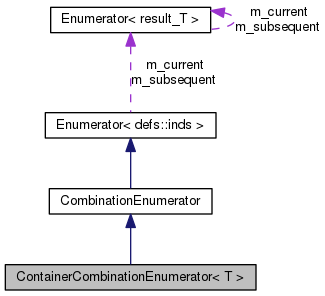 Enumerator< result_T >
m_current
m_subsequent
m_current
m_subsequent
Enumerator< defs::inds >
CombinationEnumerator
ContainerCombinationEnumerator< T >